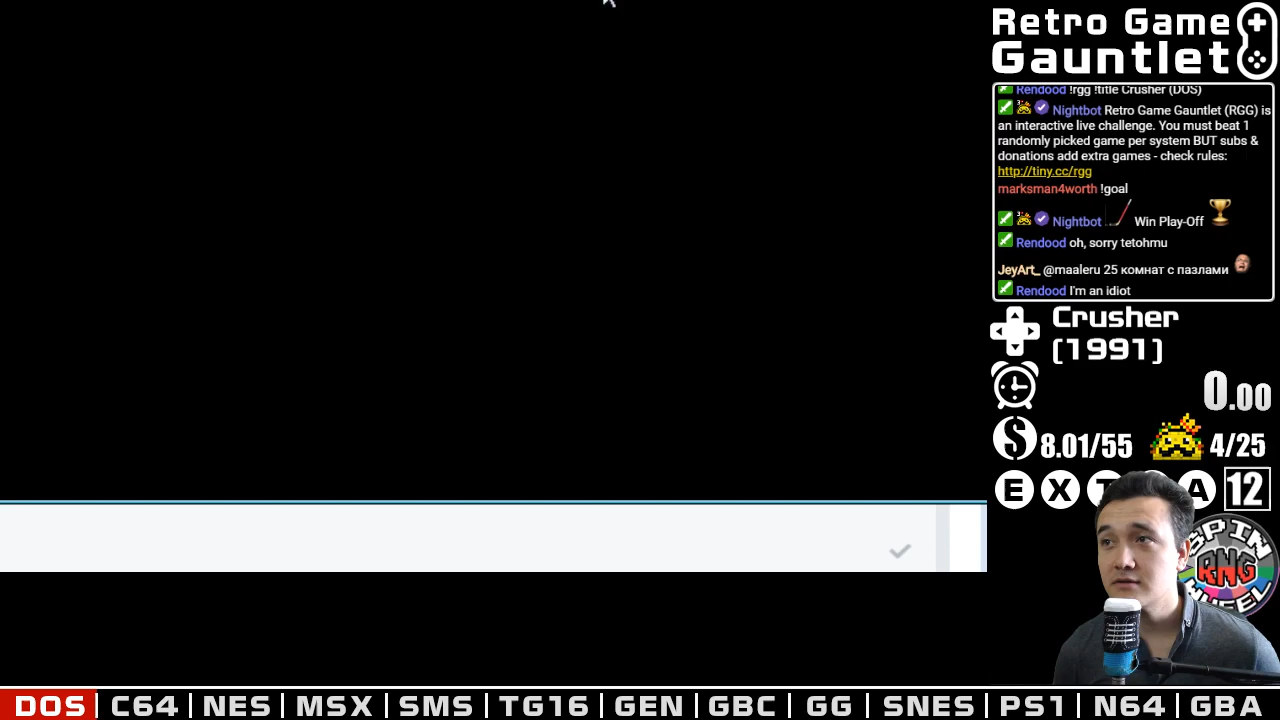 Retro Game
Gauntlet
Rendood !rgg !title Crusher (DOS)
Nightbot Retro Game Gauntlet (RGG) is
an interactive live challenge. You must beat 1
randomly picked game per system BUT subs &
donations add extra games - check rules:
http://tiny.cc/rgg
marksman4worth !goal
Nightbot Win Play-Off
Rendood oh, sorry tetohmu
JeyArt_ @maaleru 25 комнат с пазлами
Rendood I'm an idiot
Crusher
(1991)
0.00
$ 8.01/55 4/25
E X T A 12
SPIN
RNG
WHEEL
DOS C64 NES MSX SMS TG16 GEN GBC GG SNES PS1 N64 GBA